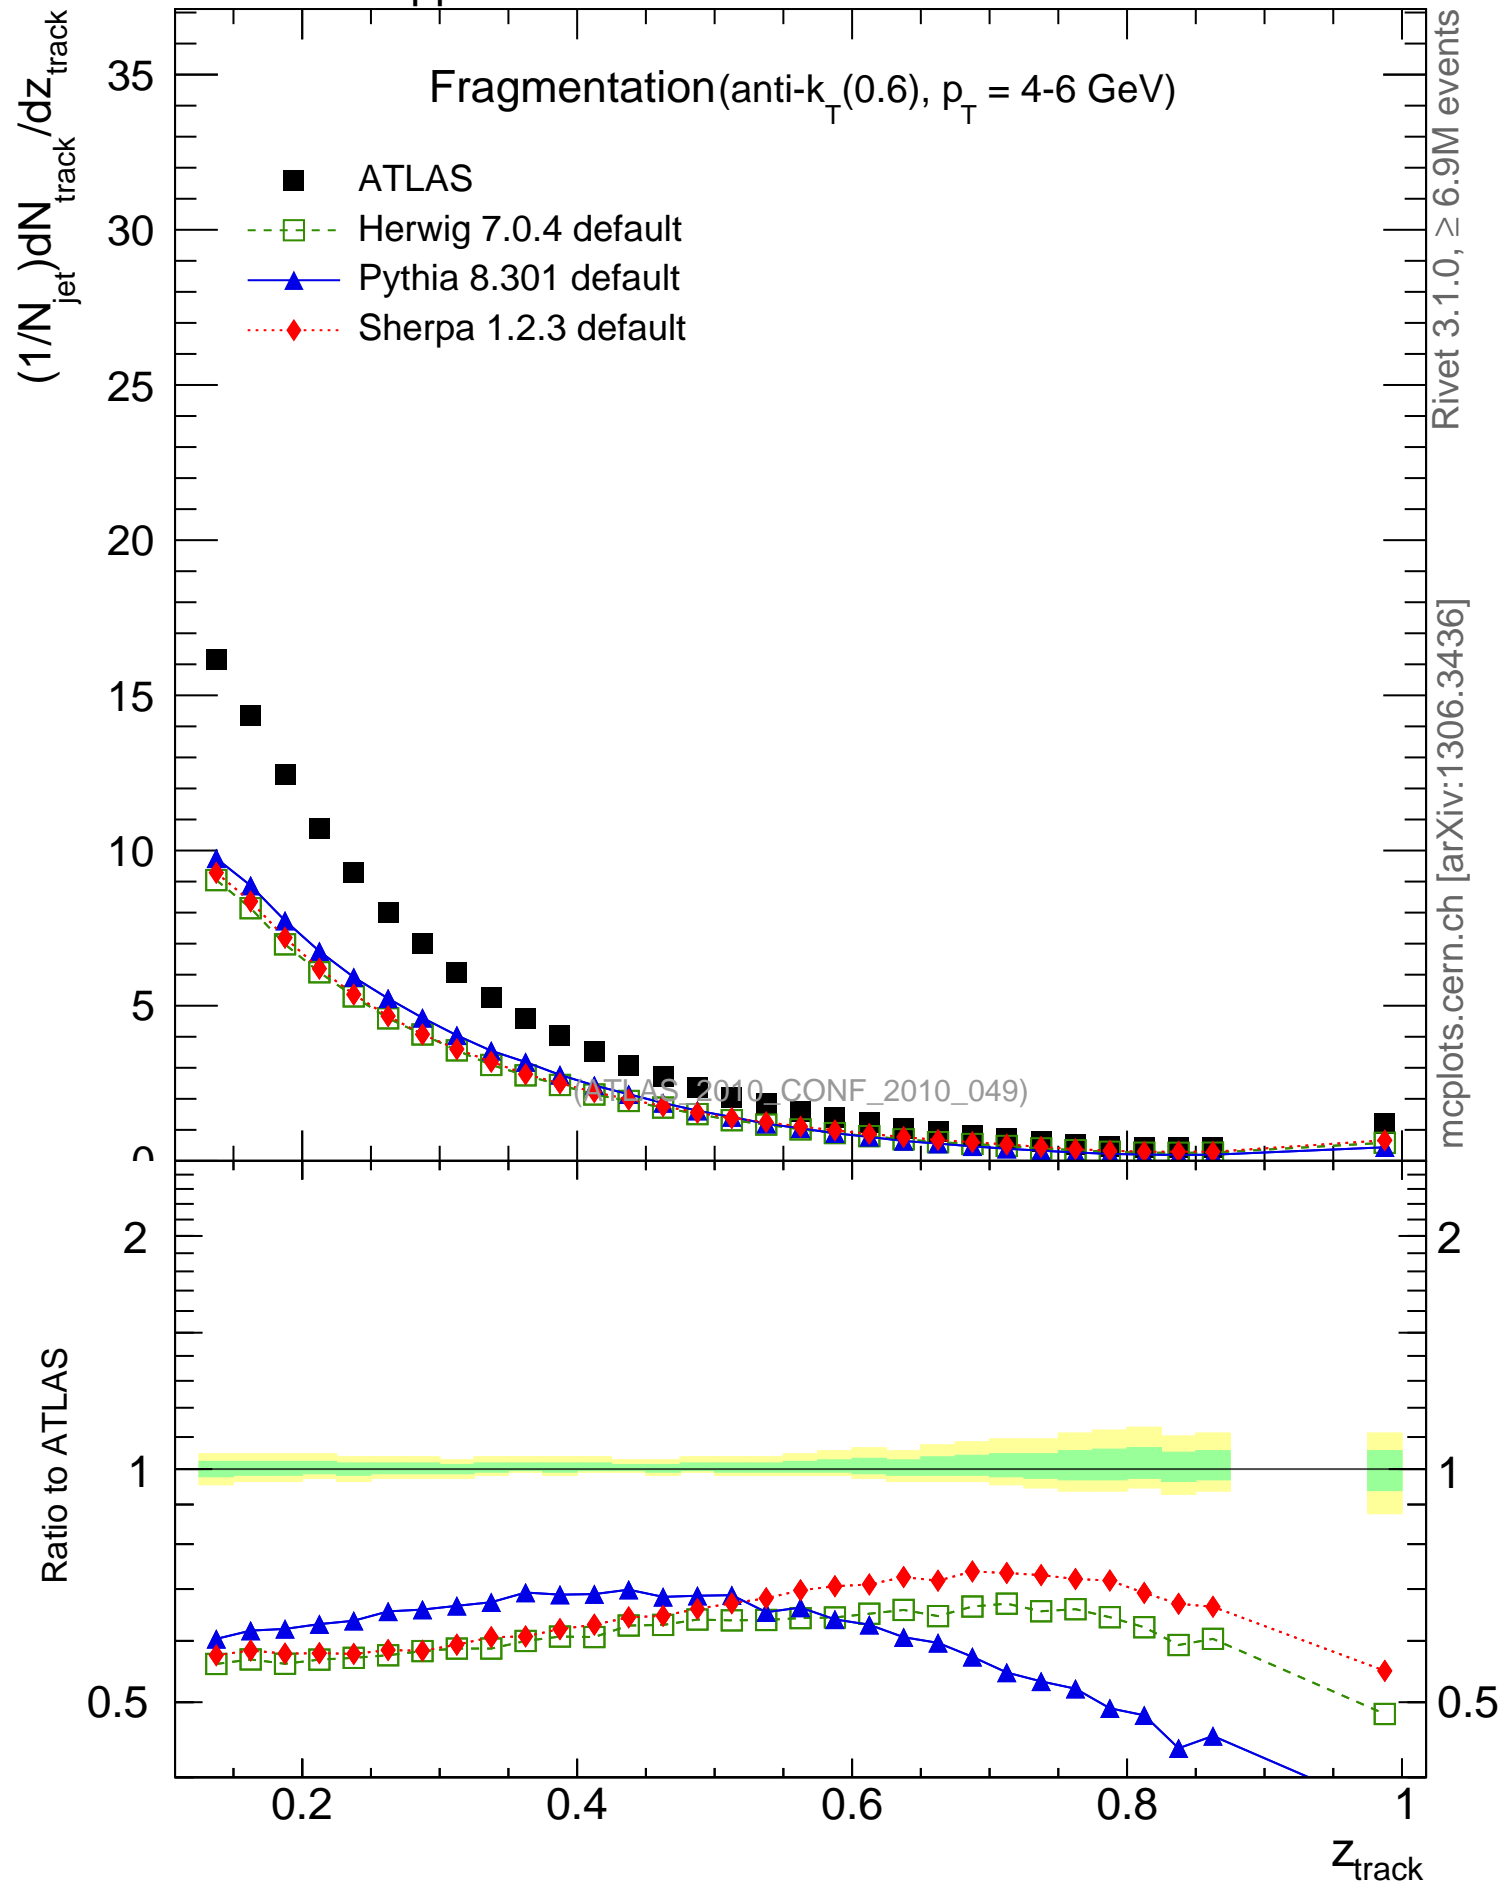 pp
(1/N_jet)dN_track/dz_track
Fragmentation (anti-k_T(0.6), p_T = 4-6 GeV)
ATLAS
Herwig 7.0.4 default
Pythia 8.301 default
Sherpa 1.2.3 default
35
30
25
20
15
10
5
0
(ATLAS_2010_CONF_2010_049)
Rivet 3.1.0, ≥ 6.9M events
mcplots.cern.ch [arXiv:1306.3436]
Ratio to ATLAS
2
1
0.5
2
1
0.5
0.2
0.4
0.6
0.8
1
z_track